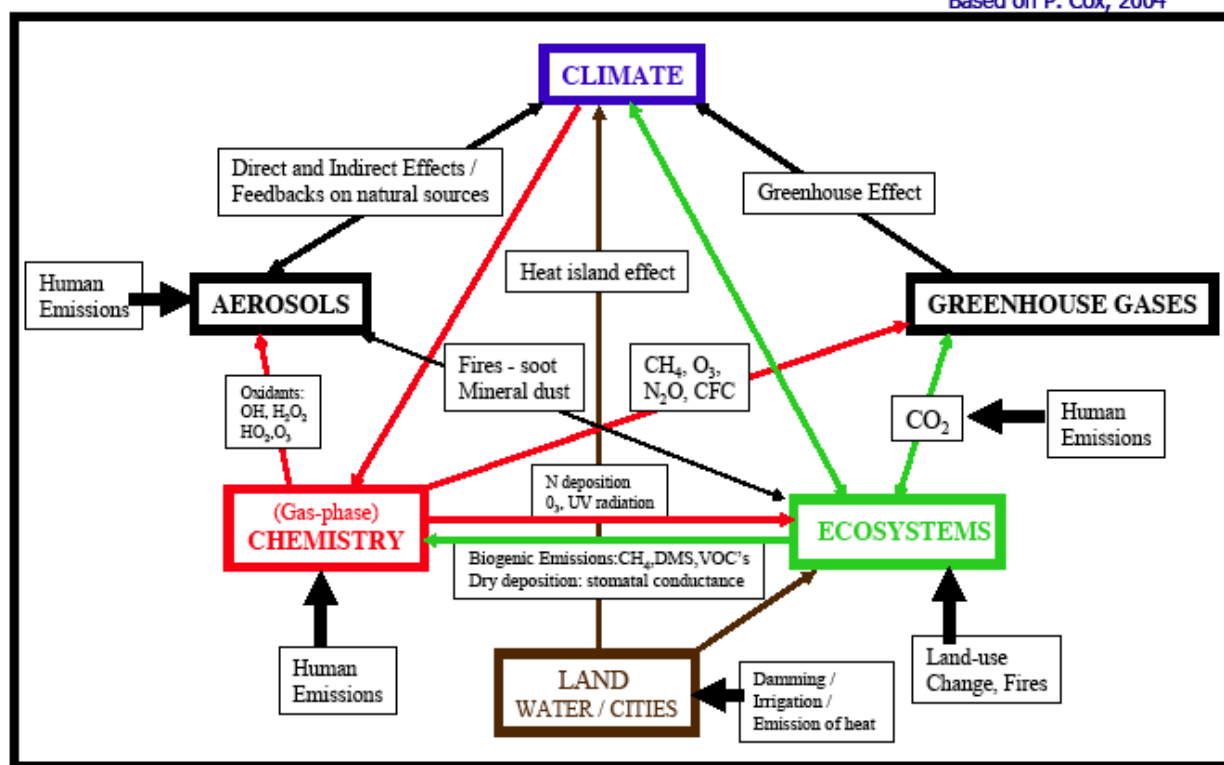 Based on P. Cox, 2004
CLIMATE
Direct and Indirect Effects /
Feedbacks on natural sources
Greenhouse Effect
Human
Emissions
AEROSOLS
Heat island effect
GREENHOUSE GASES
Fires - soot
Mineral dust
CH₄, O₃,
N₂O, CFC
Oxidants:
OH, H₂O₂
HO₂,O₃
CO₂
Human
Emissions
N deposition
0₃, UV radiation
(Gas-phase)
CHEMISTRY
ECOSYSTEMS
Biogenic Emissions:CH₄,DMS,VOC's
Dry deposition: stomatal conductance
Human
Emissions
LAND
WATER / CITIES
Damming /
Irrigation /
Emission of heat
Land-use
Change, Fires